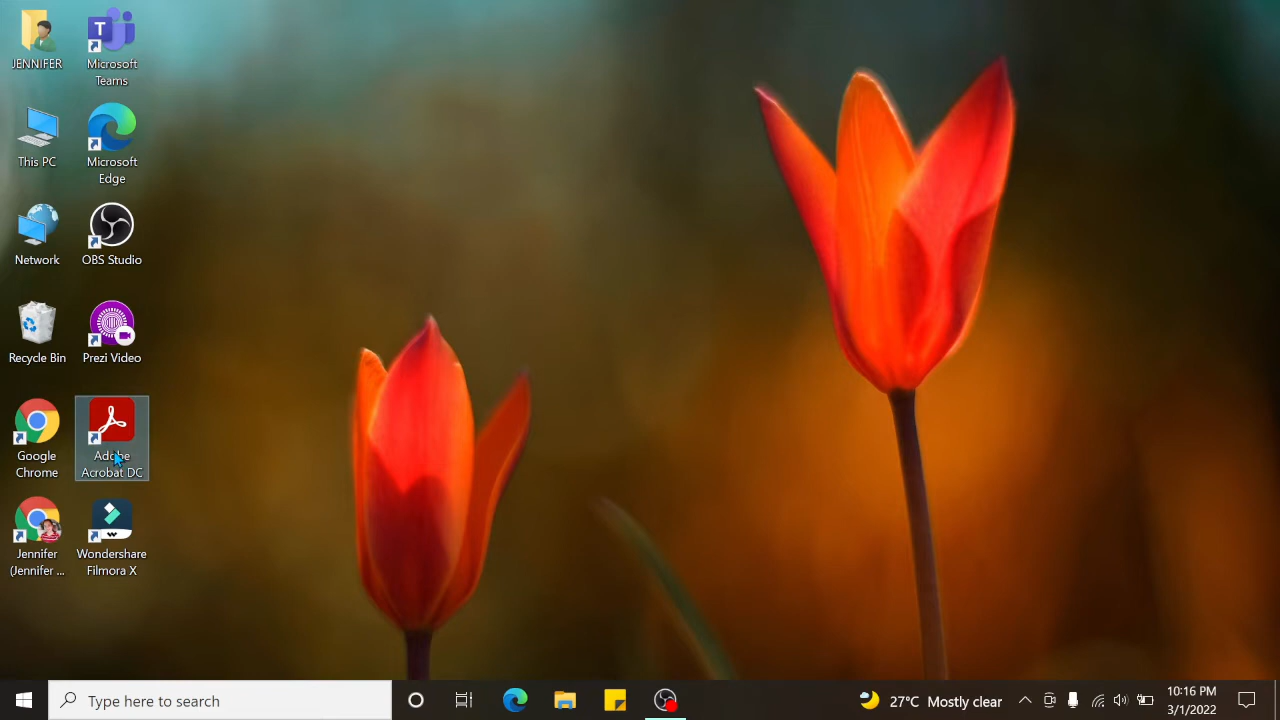 JENNIFER
Microsoft
Teams
This PC
Microsoft
Edge
Network
OBS Studio
Recycle Bin
Prezi Video
Google
Chrome
Adobe
Acrobat DC
Jennifer
(Jennifer ...
Wondershare
Filmora X
Type here to search
27°C Mostly clear
10:16 PM
3/1/2022